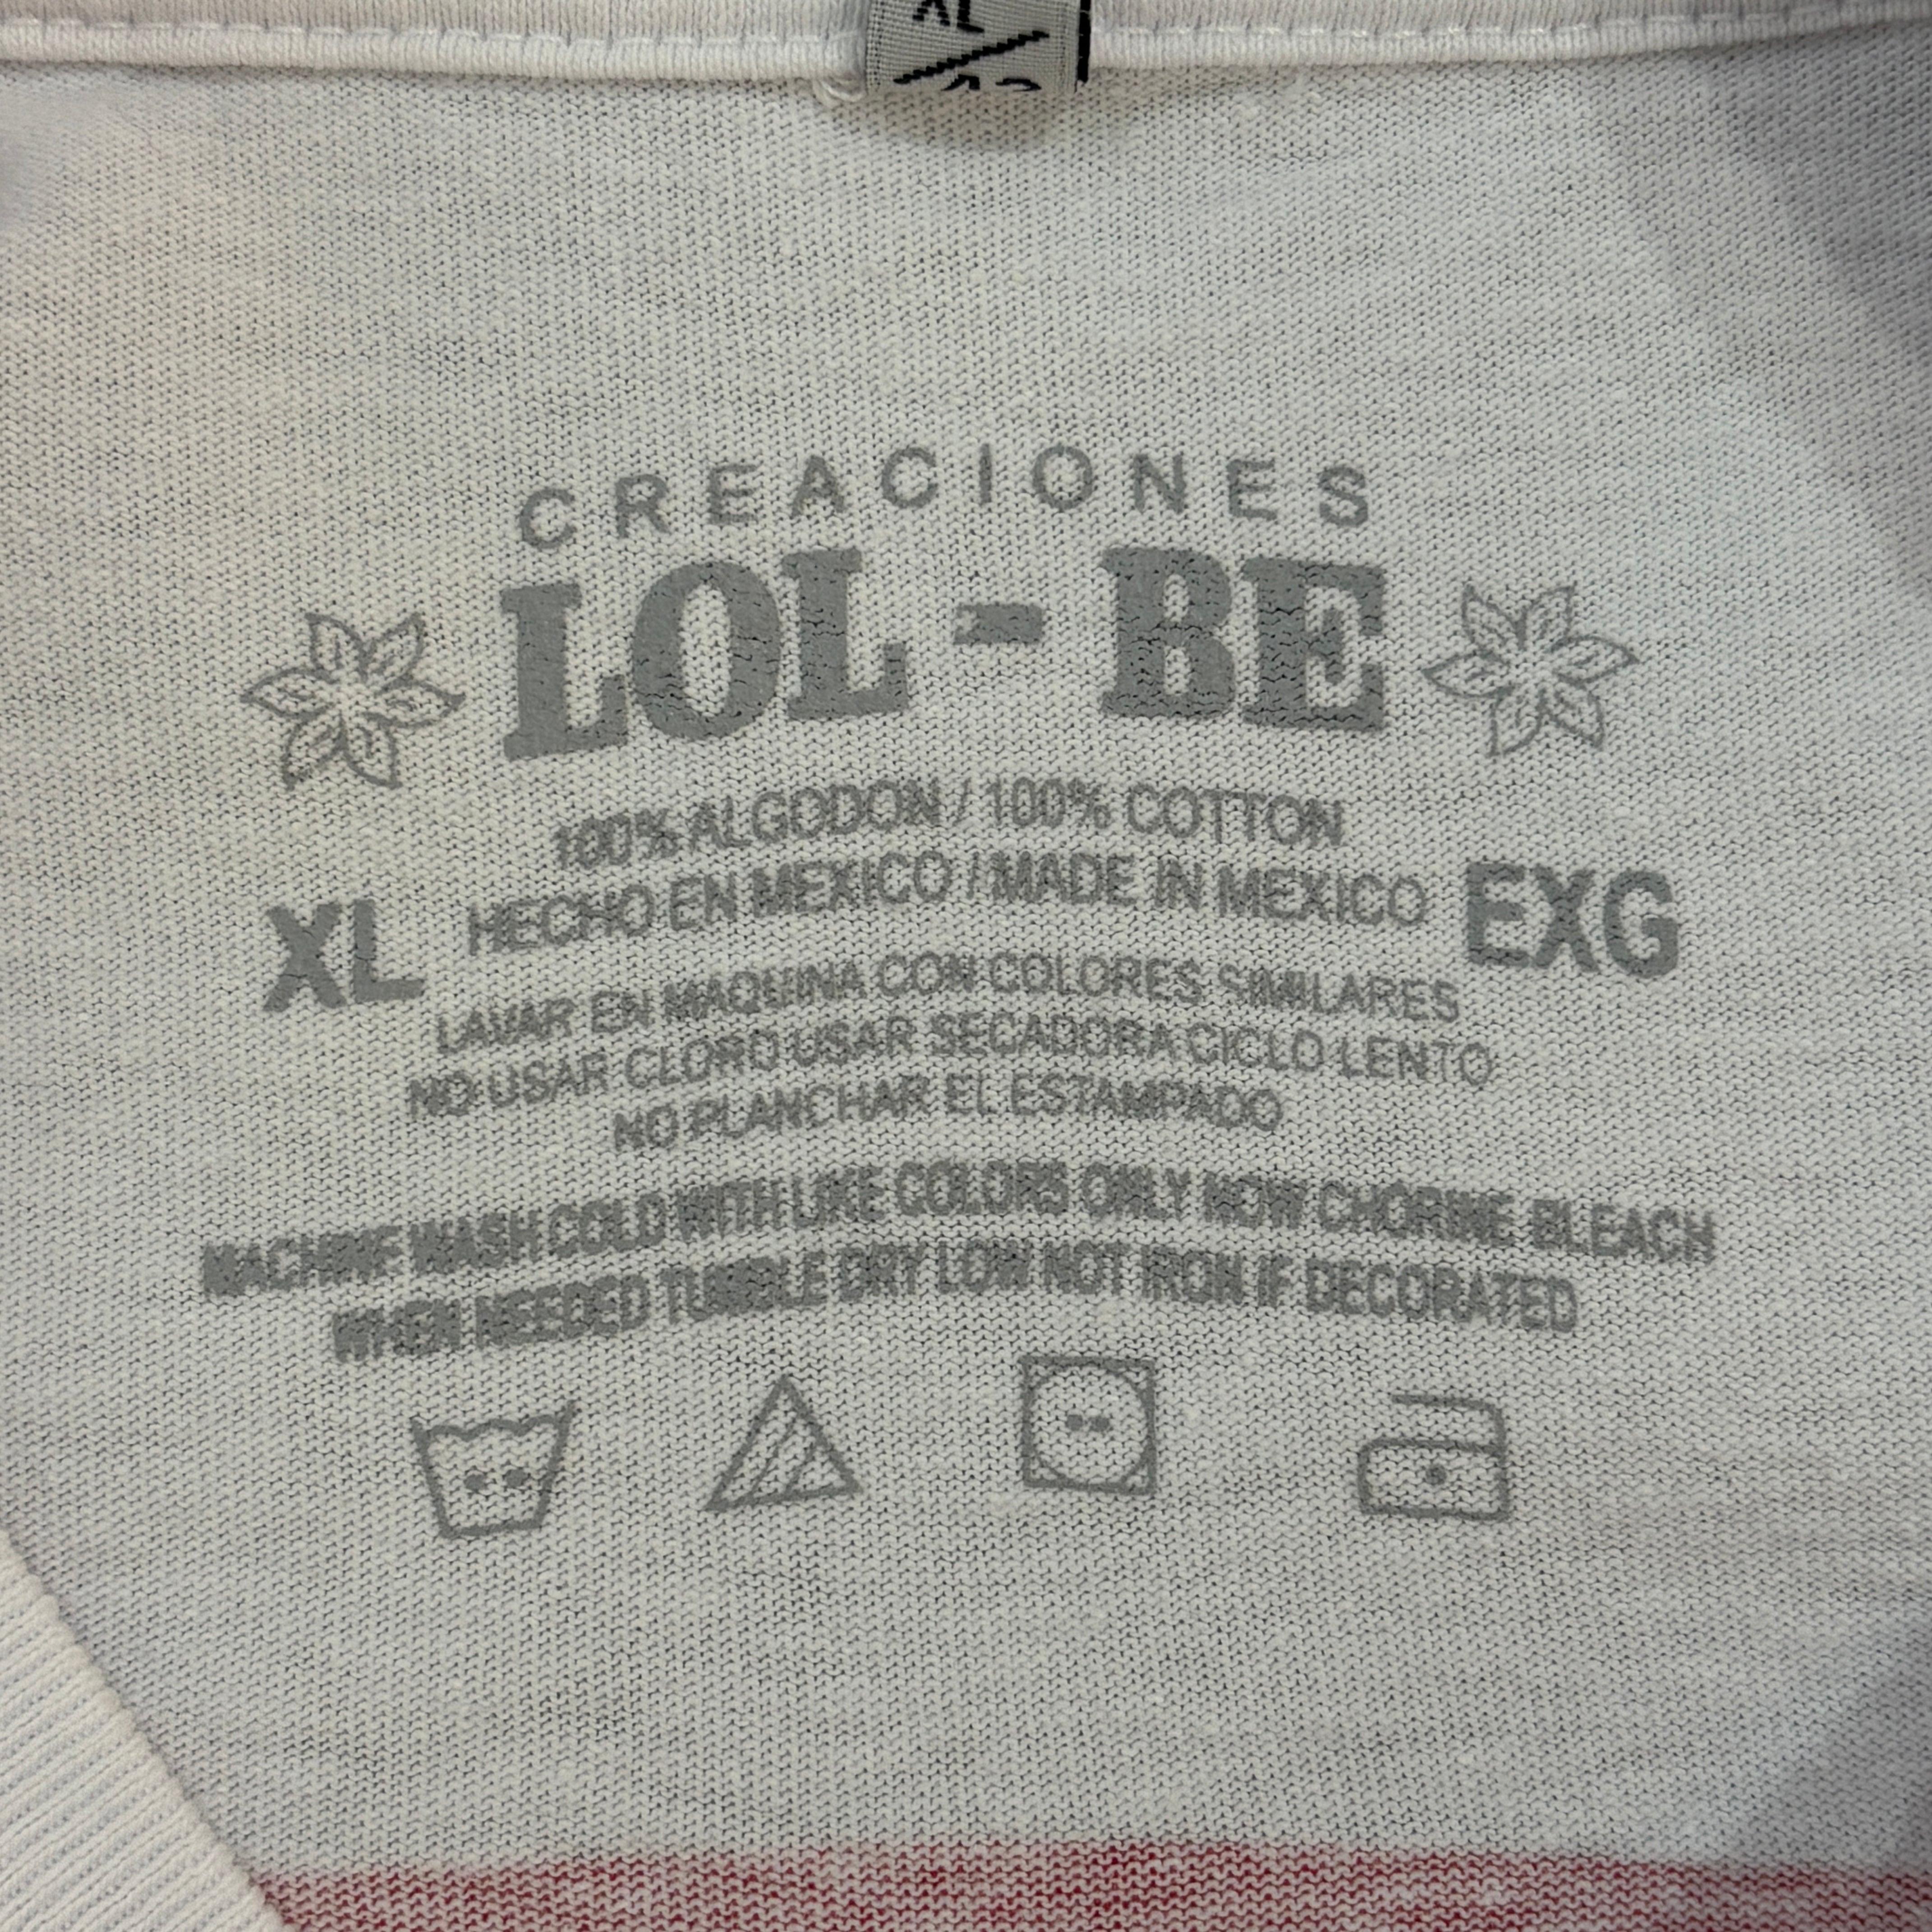 XL
CREACIONES
LOL - BE
100% ALGODON / 100% COTTON
HECHO EN MEXICO / MADE IN MEXICO
XL
EXG
LAVAR EN MAQUINA CON COLORES SIMILARES
NO USAR CLORO USAR SECADORA CICLO LENTO
NO PLANCHAR EL ESTAMPADO
MACHINE WASH COLD WITH LIKE COLORS ONLY NOW CHORINE BLEACH
WHEN NEEDED TUMBLE DRY LOW NOT IRON IF DECORATED